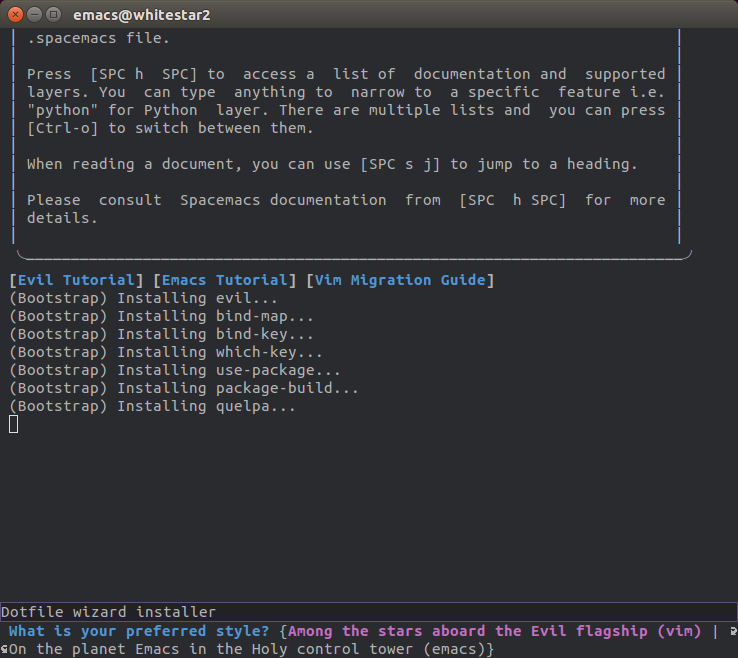 emacs@whitestar2
.spacemacs file.
Press  [SPC h  SPC] to  access a  list of  documentation and  supported
layers. You  can type  anything to  narrow to  a specific  feature i.e.
"python" for Python  layer. There are multiple lists and  you can press
[Ctrl-o] to switch between them.
When reading a document, you can use [SPC s j] to jump to a heading.
Please  consult  Spacemacs documentation  from  [SPC  h SPC]  for  more
details.
[Evil Tutorial] [Emacs Tutorial] [Vim Migration Guide]
(Bootstrap) Installing evil...
(Bootstrap) Installing bind-map...
(Bootstrap) Installing bind-key...
(Bootstrap) Installing which-key...
(Bootstrap) Installing use-package...
(Bootstrap) Installing package-build...
(Bootstrap) Installing quelpa...
Dotfile wizard installer
What is your preferred style? {Among the stars aboard the Evil flagship (vim) |
On the planet Emacs in the Holy control tower (emacs)}